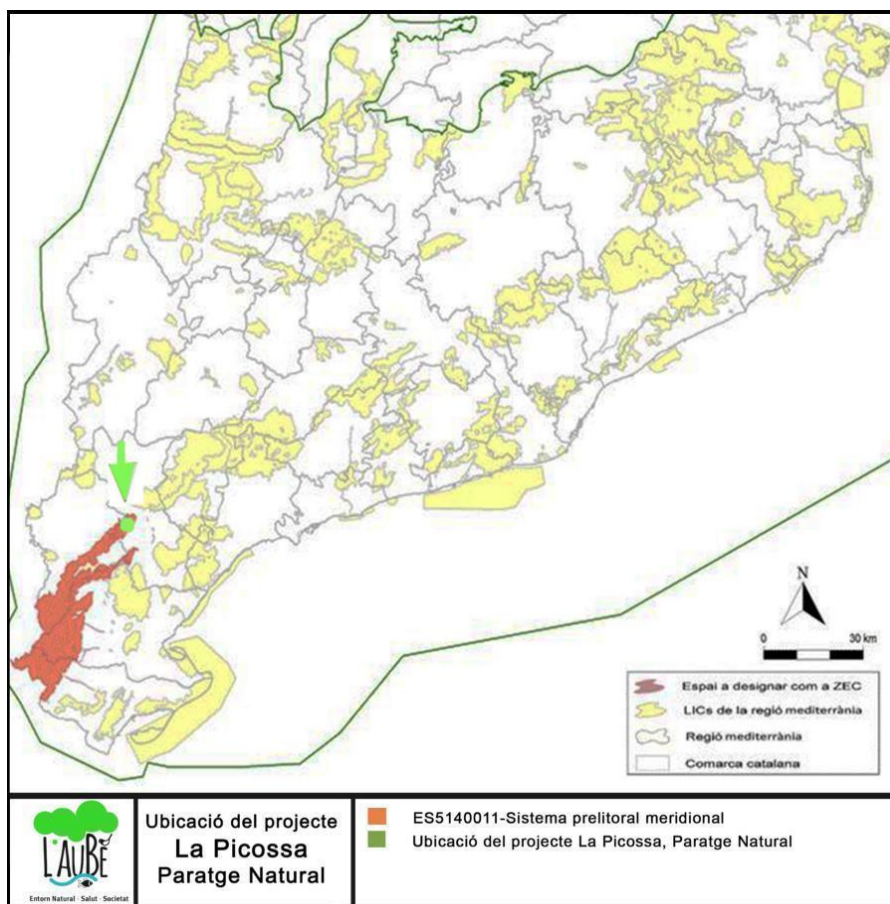 N
0 30 km
Espai a designar com a ZEC
LICs de la regió mediterrània
Regió mediterrània
Comarca catalana
L'AUBÈ
Entorn Natural · Salut · Societat
Ubicació del projecte
La Picossa
Paratge Natural
ES5140011-Sistema prelitoral meridional
Ubicació del projecte La Picossa, Paratge Natural